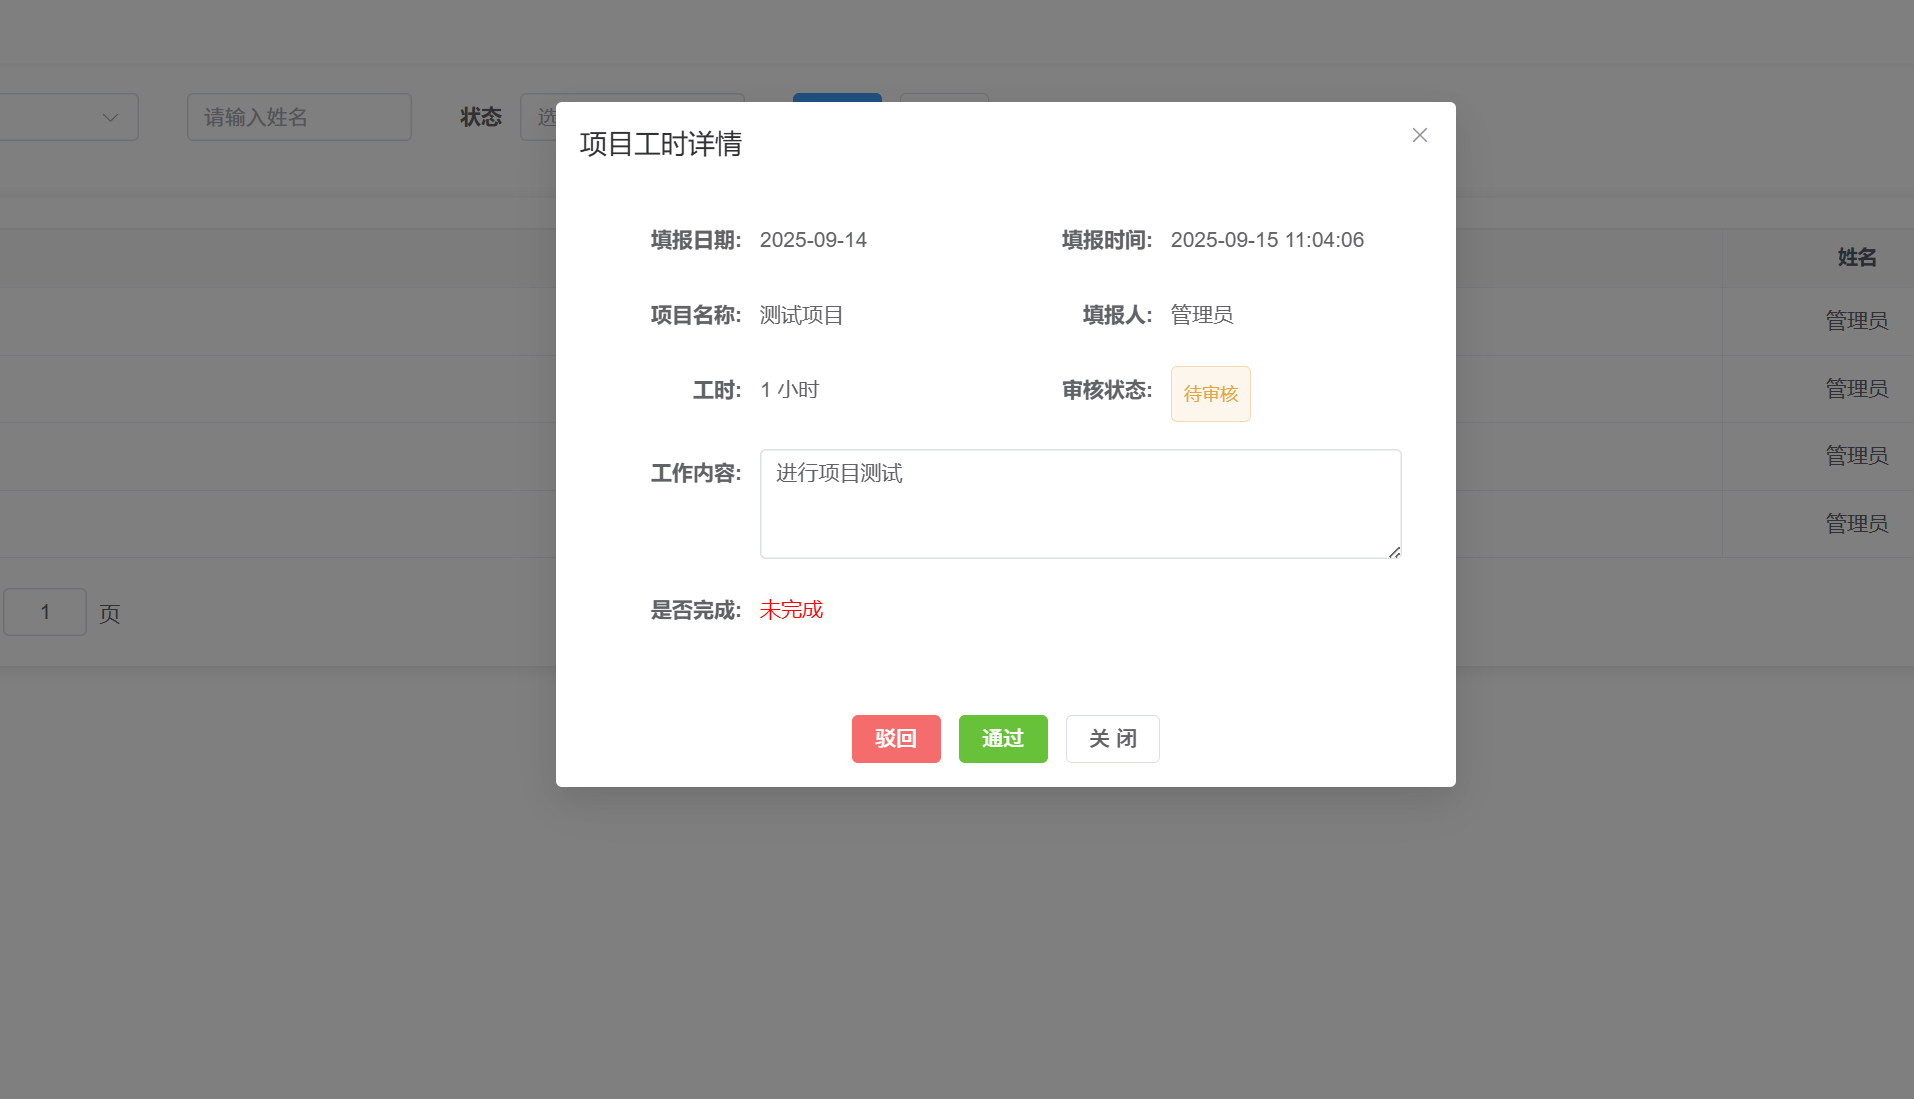 请输入姓名
状态
选
项目工时详情
填报日期: 2025-09-14
填报时间: 2025-09-15 11:04:06
项目名称: 测试项目
填报人: 管理员
工时: 1 小时
审核状态: 待审核
工作内容: 进行项目测试
是否完成: 未完成
驳回
通过
关 闭
姓名
管理员
管理员
管理员
管理员
1 页